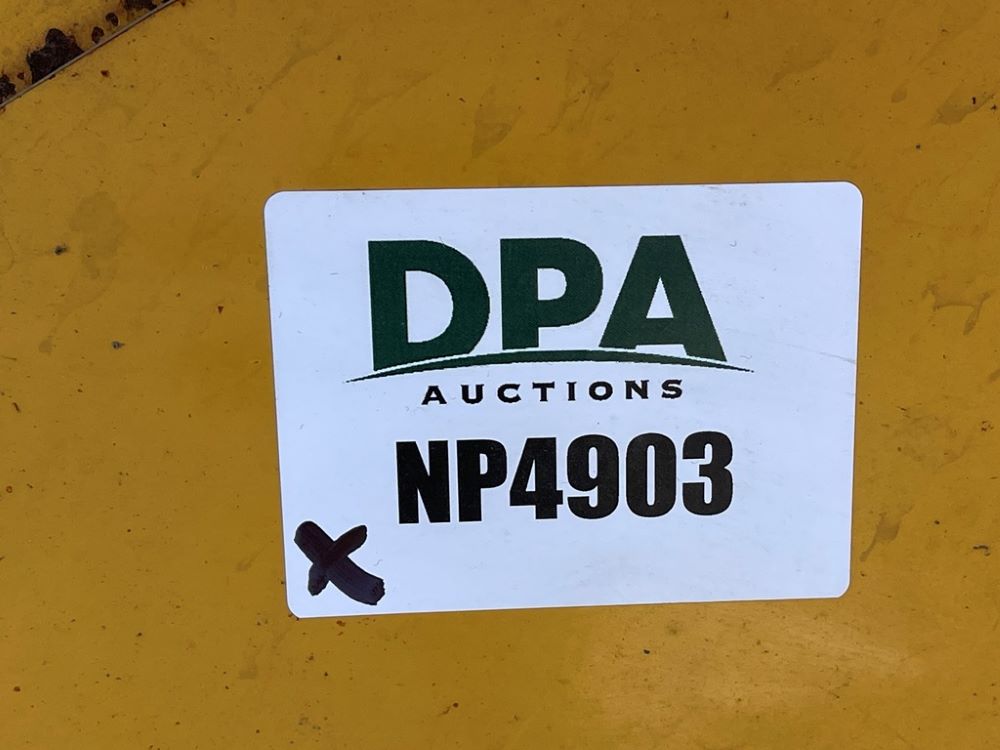 DPA
AUCTIONS
NP4903
X